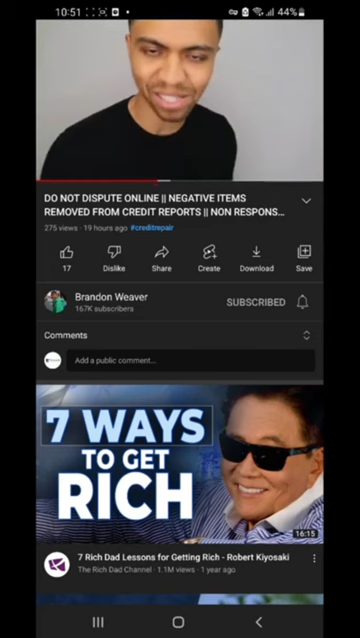 10:51
44%
DO NOT DISPUTE ONLINE || NEGATIVE ITEMS
REMOVED FROM CREDIT REPORTS || NON RESPONS...
275 views · 19 hours ago #creditrepair
17
Dislike
Share
Create
Download
Save
Brandon Weaver
167K subscribers
SUBSCRIBED
Comments
Add a public comment...
7 WAYS
TO GET
RICH
16:15
7 Rich Dad Lessons for Getting Rich - Robert Kiyosaki
The Rich Dad Channel · 1.1M views · 1 year ago